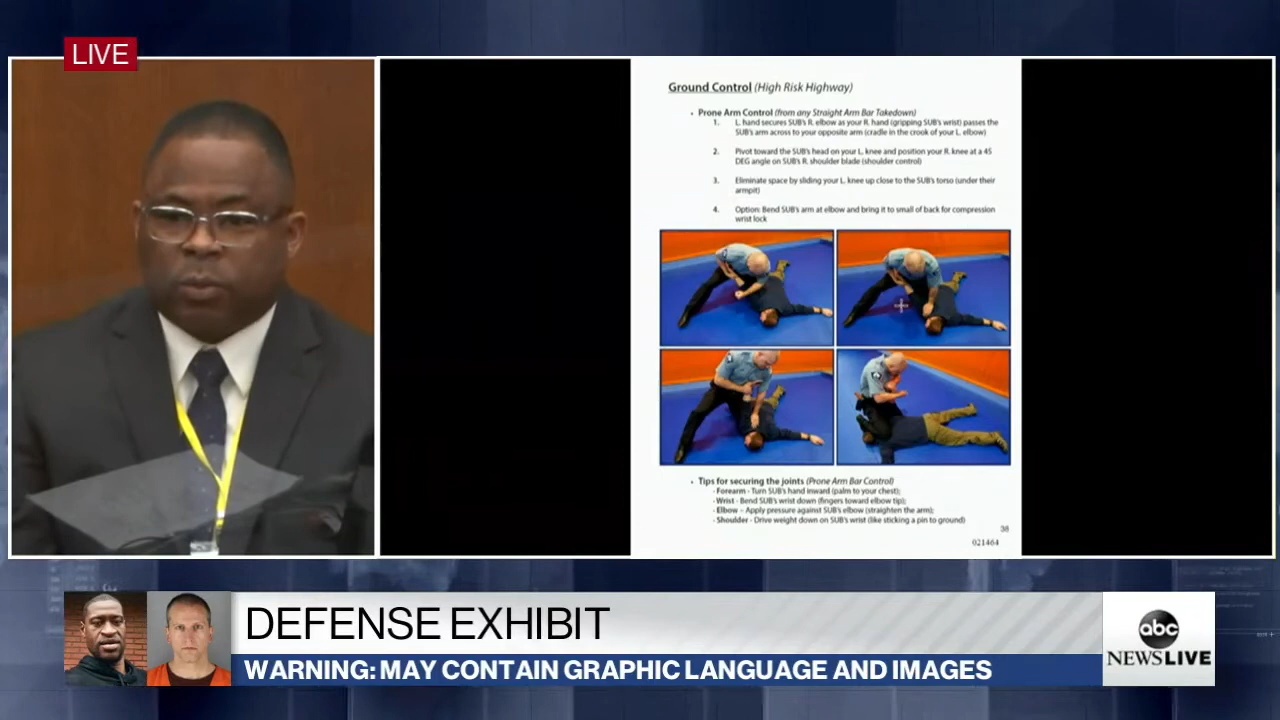 LIVE
Ground Control (High Risk Highway)
• Prone Arm Control (from any Straight Arm Bar Takedown)
1. L. hand secures SUB's R. elbow as your R. hand (gripping SUB's wrist) passes the
SUB's arm across to your opposite arm (cradle in the crook of your L. elbow)
2. Pivot toward the SUB's head on your L. knee and position your R. knee at a 45
DEG angle on SUB's R. shoulder blade (shoulder control)
3. Eliminate space by sliding your L. knee up close to the SUB's torso (under their
armpit)
4. Option: Bend SUB's arm at elbow and bring it to small of back for compression
wrist lock
• Tips for securing the joints (Prone Arm Bar Control)
- Forearm - Turn SUB's hand inward (palm to your chest);
- Wrist - Bend SUB's wrist down (fingers toward elbow tip);
- Elbow – Apply pressure against SUB's elbow (straighten the arm);
- Shoulder - Drive weight down on SUB's wrist (like sticking a pin to ground)
36
021464
DEFENSE EXHIBIT
WARNING: MAY CONTAIN GRAPHIC LANGUAGE AND IMAGES
abc
NEWSLIVE